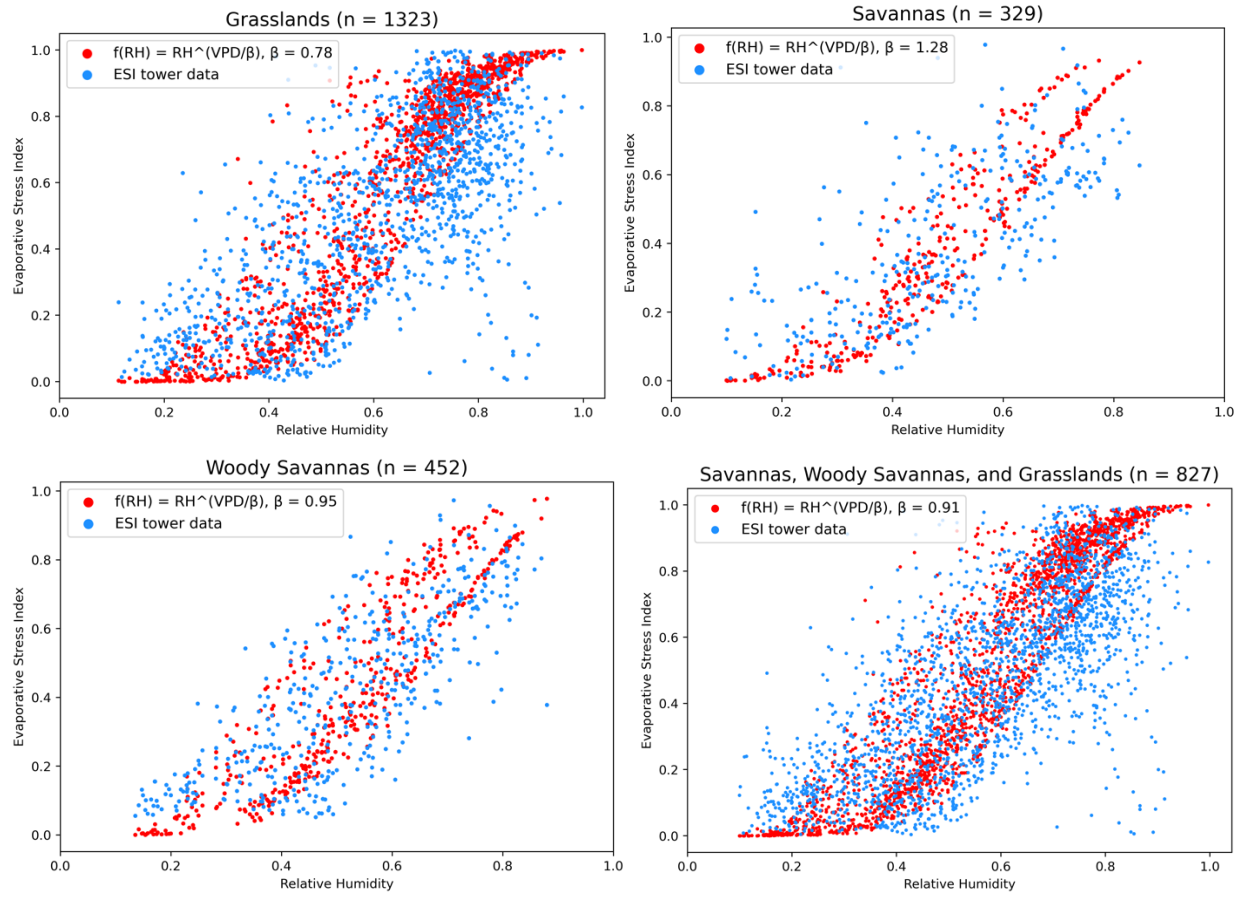 Grasslands (n = 1323)
f(RH) = RH^(VPD/β), β = 0.78
ESI tower data
Evaporative Stress Index
1.0
0.8
0.6
0.4
0.2
0.0
0.0 0.2 0.4 0.6 0.8 1.0
Relative Humidity
Savannas (n = 329)
f(RH) = RH^(VPD/β), β = 1.28
ESI tower data
Evaporative Stress Index
1.0
0.8
0.6
0.4
0.2
0.0
0.0 0.2 0.4 0.6 0.8 1.0
Relative Humidity
Woody Savannas (n = 452)
f(RH) = RH^(VPD/β), β = 0.95
ESI tower data
Evaporative Stress Index
1.0
0.8
0.6
0.4
0.2
0.0
0.0 0.2 0.4 0.6 0.8 1.0
Relative Humidity
Savannas, Woody Savannas, and Grasslands (n = 827)
f(RH) = RH^(VPD/β), β = 0.91
ESI tower data
Evaporative Stress Index
1.0
0.8
0.6
0.4
0.2
0.0
0.0 0.2 0.4 0.6 0.8 1.0
Relative Humidity